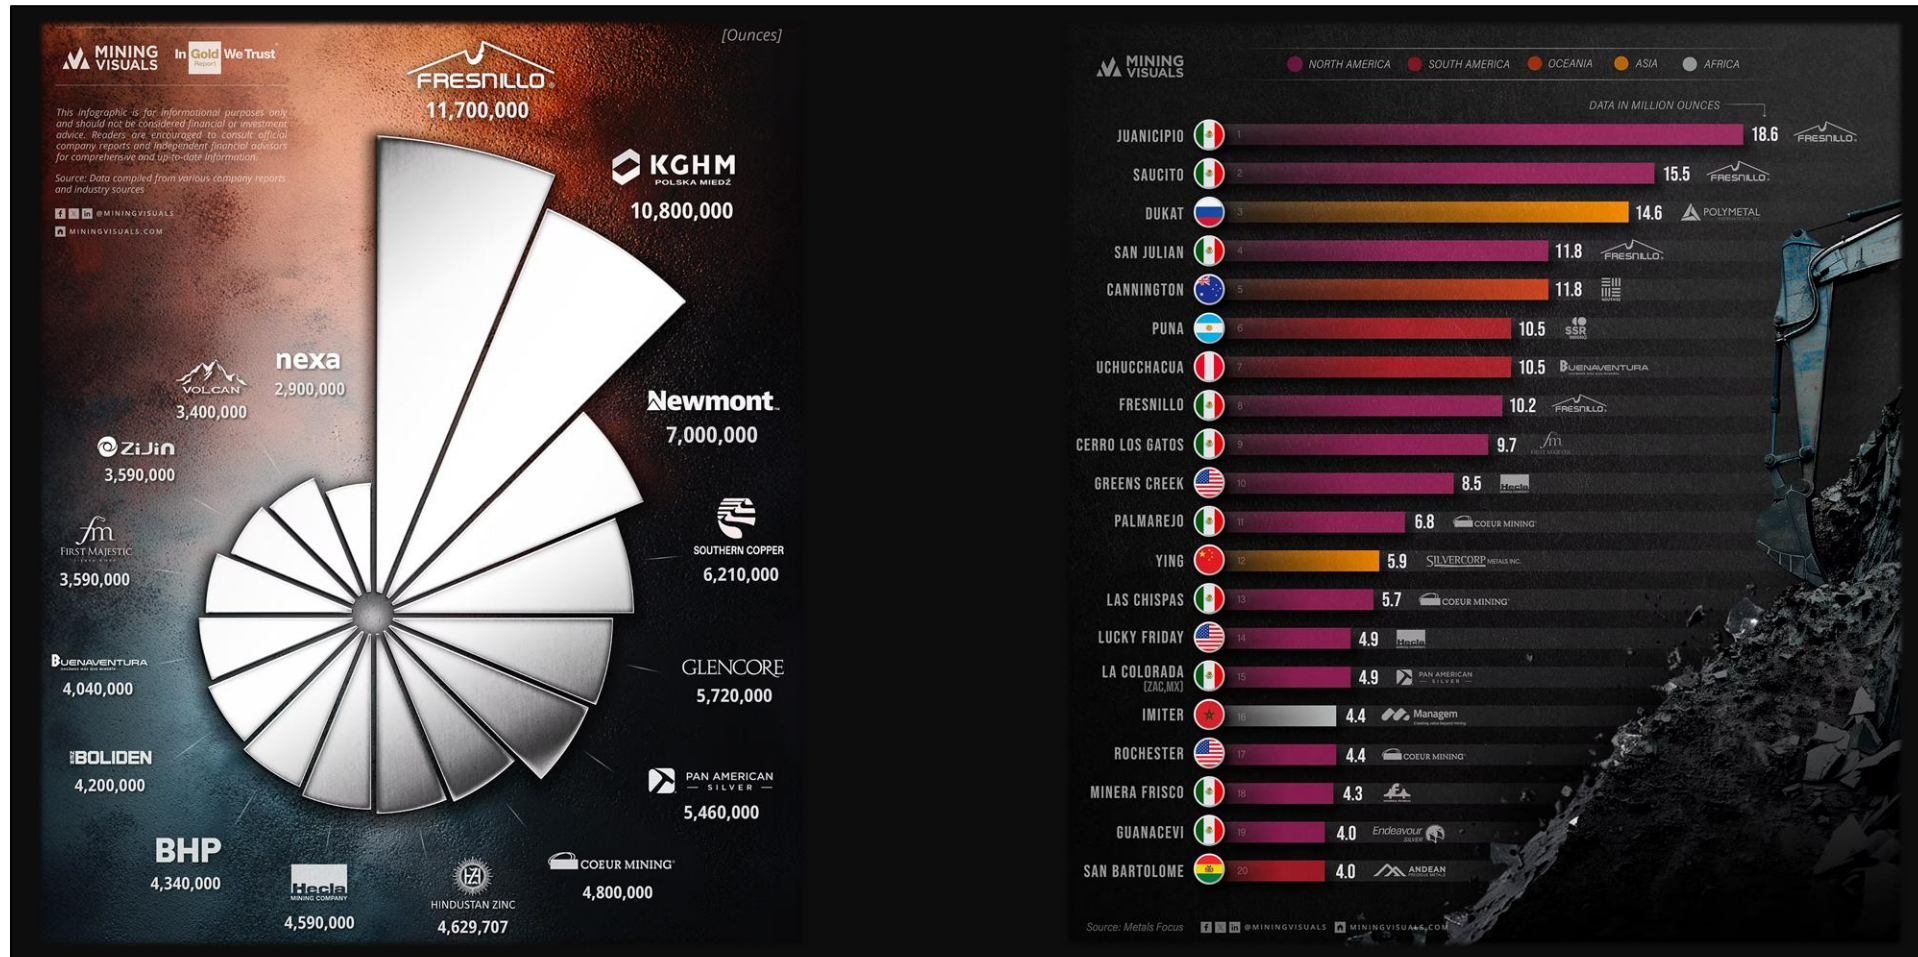 MINING
VISUALS
In Gold We Trust
Report
[Ounces]
This infographic is for informational purposes only
and should not be considered financial or investment
advice. Readers are encouraged to consult official
company reports and independent financial advisors
for comprehensive and up-to-date information.
Source: Data compiled from various company reports
and industry sources
@MININGVISUALS
MININGVISUALS.COM
FRESNILLO
11,700,000
KGHM
POLSKA MIEDŹ
10,800,000
Newmont
7,000,000
SOUTHERN COPPER
6,210,000
GLENCORE
5,720,000
PAN AMERICAN
SILVER
5,460,000
COEUR MINING
4,800,000
HINDUSTAN ZINC
4,629,707
Hecla
MINING COMPANY
4,590,000
BHP
4,340,000
BOLIDEN
4,200,000
BUENAVENTURA
4,040,000
fm
FIRST MAJESTIC
3,590,000
ZiJin
3,590,000
VOLCAN
3,400,000
nexa
2,900,000
MINING
VISUALS
NORTH AMERICA SOUTH AMERICA OCEANIA ASIA AFRICA
DATA IN MILLION OUNCES
JUANICIPIO 1 18.6 FRESNILLO
SAUCITO 2 15.5 FRESNILLO
DUKAT 3 14.6 POLYMETAL
SAN JULIAN 4 11.8 FRESNILLO
CANNINGTON 5 11.8
PUNA 6 10.5 SSR MINING
UCHUCCHACUA 7 10.5 BUENAVENTURA
FRESNILLO 8 10.2 FRESNILLO
CERRO LOS GATOS 9 9.7 fm
GREENS CREEK 10 8.5 Hecla
PALMAREJO 11 6.8 COEUR MINING
YING 12 5.9 SILVERCORP METALS INC.
LAS CHISPAS 13 5.7 COEUR MINING
LUCKY FRIDAY 14 4.9 Hecla
LA COLORADA 15 4.9 PAN AMERICAN
[ZAC,MX] SILVER
IMITER 16 4.4 Managem
ROCHESTER 17 4.4 COEUR MINING
MINERA FRISCO 18 4.3
GUANACEVI 19 4.0 Endeavour
SILVER
SAN BARTOLOME 20 4.0 ANDEAN
PRECIOUS METALS
Source: Metals Focus @MININGVISUALS MININGVISUALS.COM